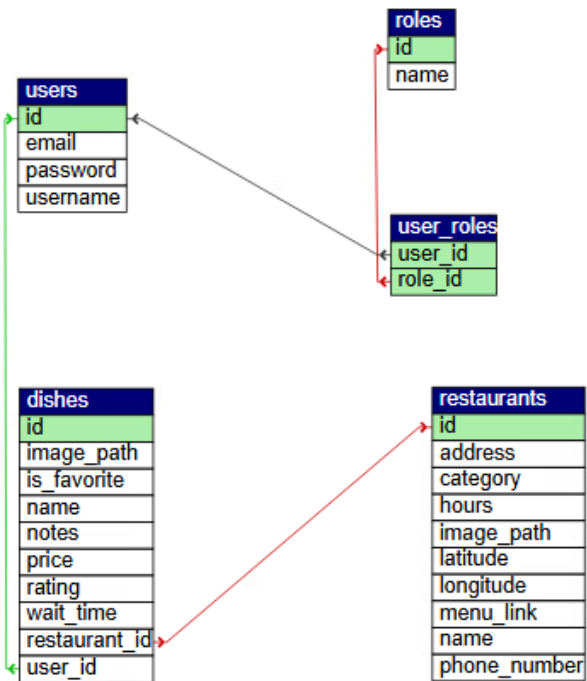 roles
id
name
users
id
email
password
username
user_roles
user_id
role_id
dishes
id
image_path
is_favorite
name
notes
price
rating
wait_time
restaurant_id
user_id
restaurants
id
address
category
hours
image_path
latitude
longitude
menu_link
name
phone_number